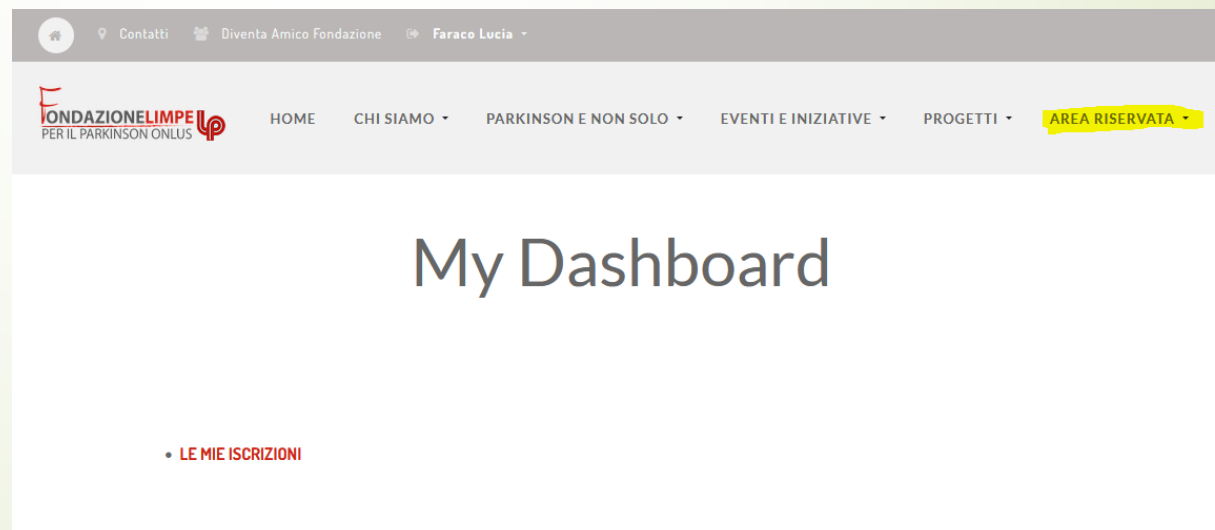 Contatti Diventa Amico Fondazione Faraco Lucia
FONDAZIONELIMPE
PER IL PARKINSON ONLUS
HOME CHI SIAMO PARKINSON E NON SOLO EVENTI E INIZIATIVE PROGETTI AREA RISERVATA
My Dashboard
• LE MIE ISCRIZIONI